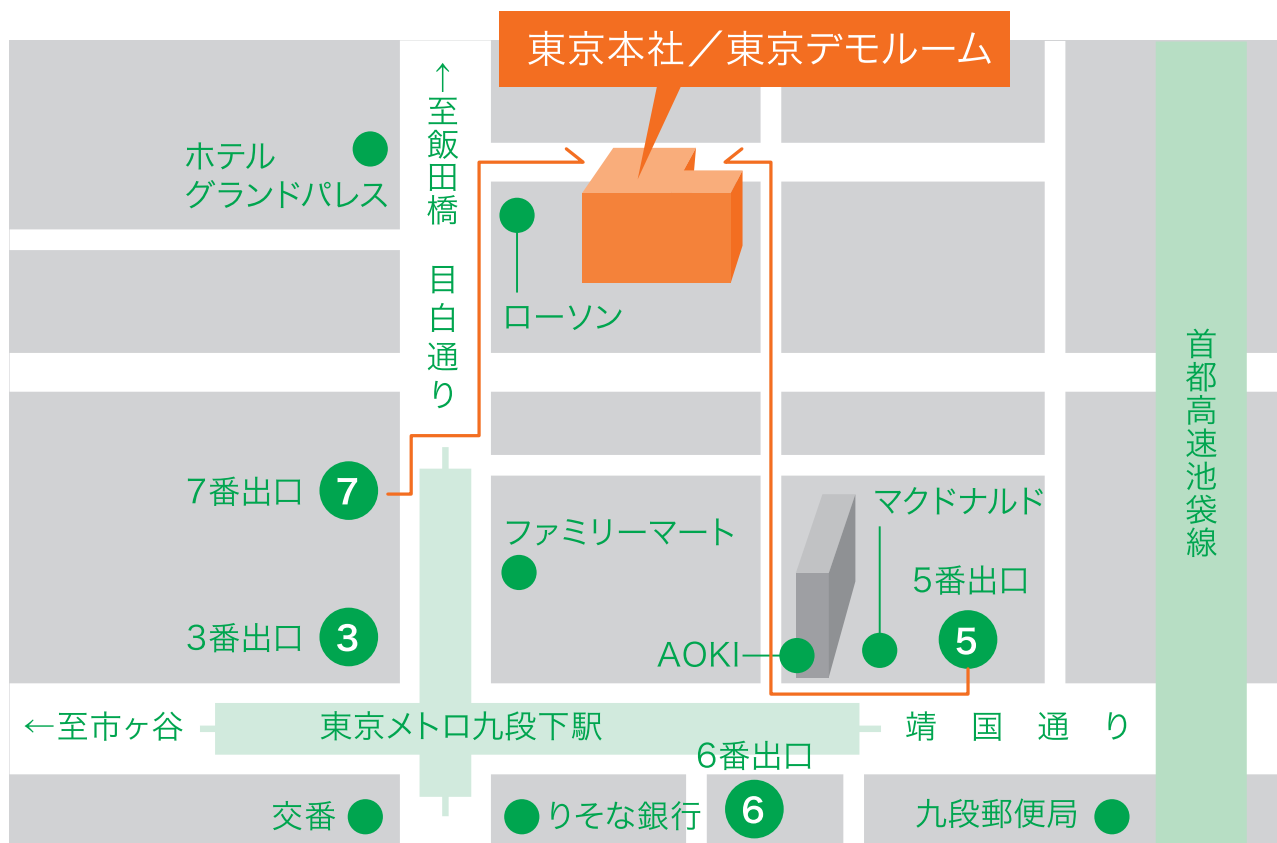 東京本社／東京デモルーム
↑至飯田橋　目白通り
ホテル
グランドパレス
ローソン
首都高速池袋線
7番出口
7
ファミリーマート
マクドナルド
5番出口
5
3番出口
3
AOKI
←至市ヶ谷
東京メトロ九段下駅
靖国通り
6番出口
6
交番
りそな銀行
九段郵便局